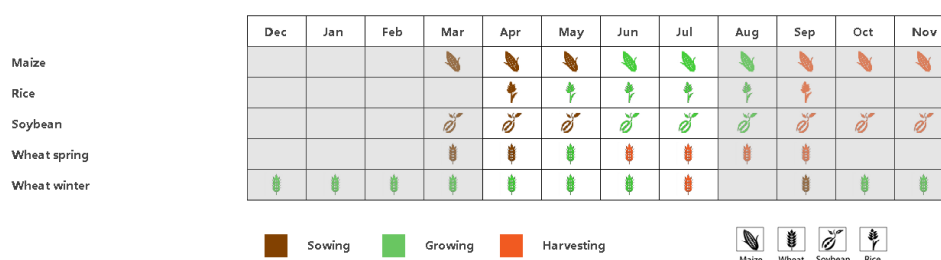 Dec Jan Feb Mar Apr May Jun Jul Aug Sep Oct Nov
Maize
Rice
Soybean
Wheat spring
Wheat winter
Sowing Growing Harvesting
Maize Wheat Soybean Rice